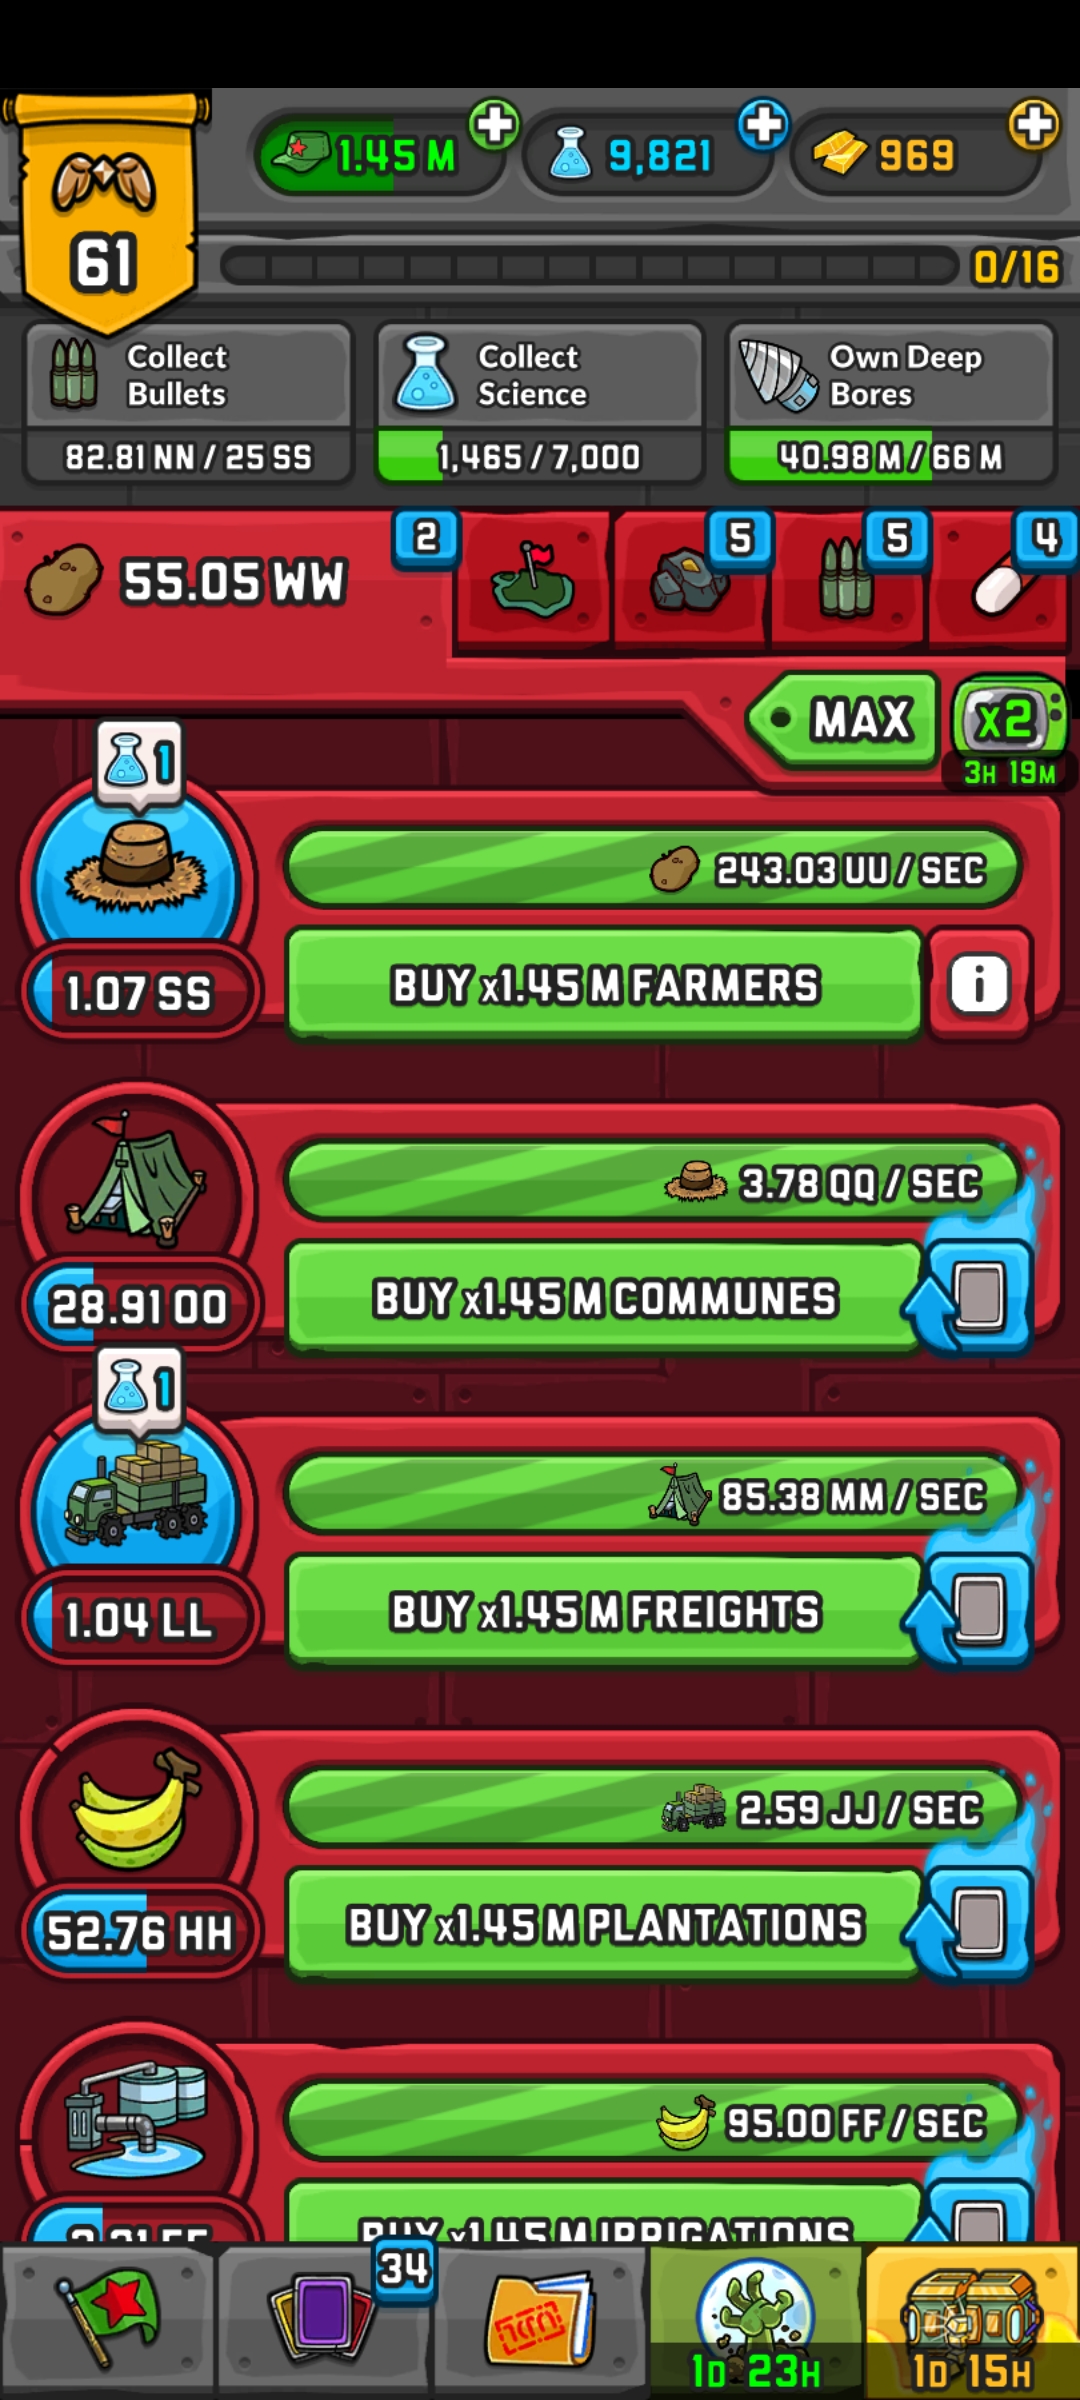 61
1.45 M
9,821
969
0/16
Collect
Bullets
82.81 NN / 25 SS
Collect
Science
1,465 / 7,000
Own Deep
Bores
40.98 M / 66 M
55.05 WW
2
5
5
4
MAX
x2
3H 19M
1
243.03 UU / SEC
1.07 SS
BUY x1.45 M FARMERS
i
3.78 QQ / SEC
28.91 OO
BUY x1.45 M COMMUNES
1
85.38 MM / SEC
1.04 LL
BUY x1.45 M FREIGHTS
2.59 JJ / SEC
52.76 HH
BUY x1.45 M PLANTATIONS
95.00 FF / SEC
BUY x1.45 M IRRIGATIONS
34
1D 23H
1D 15H